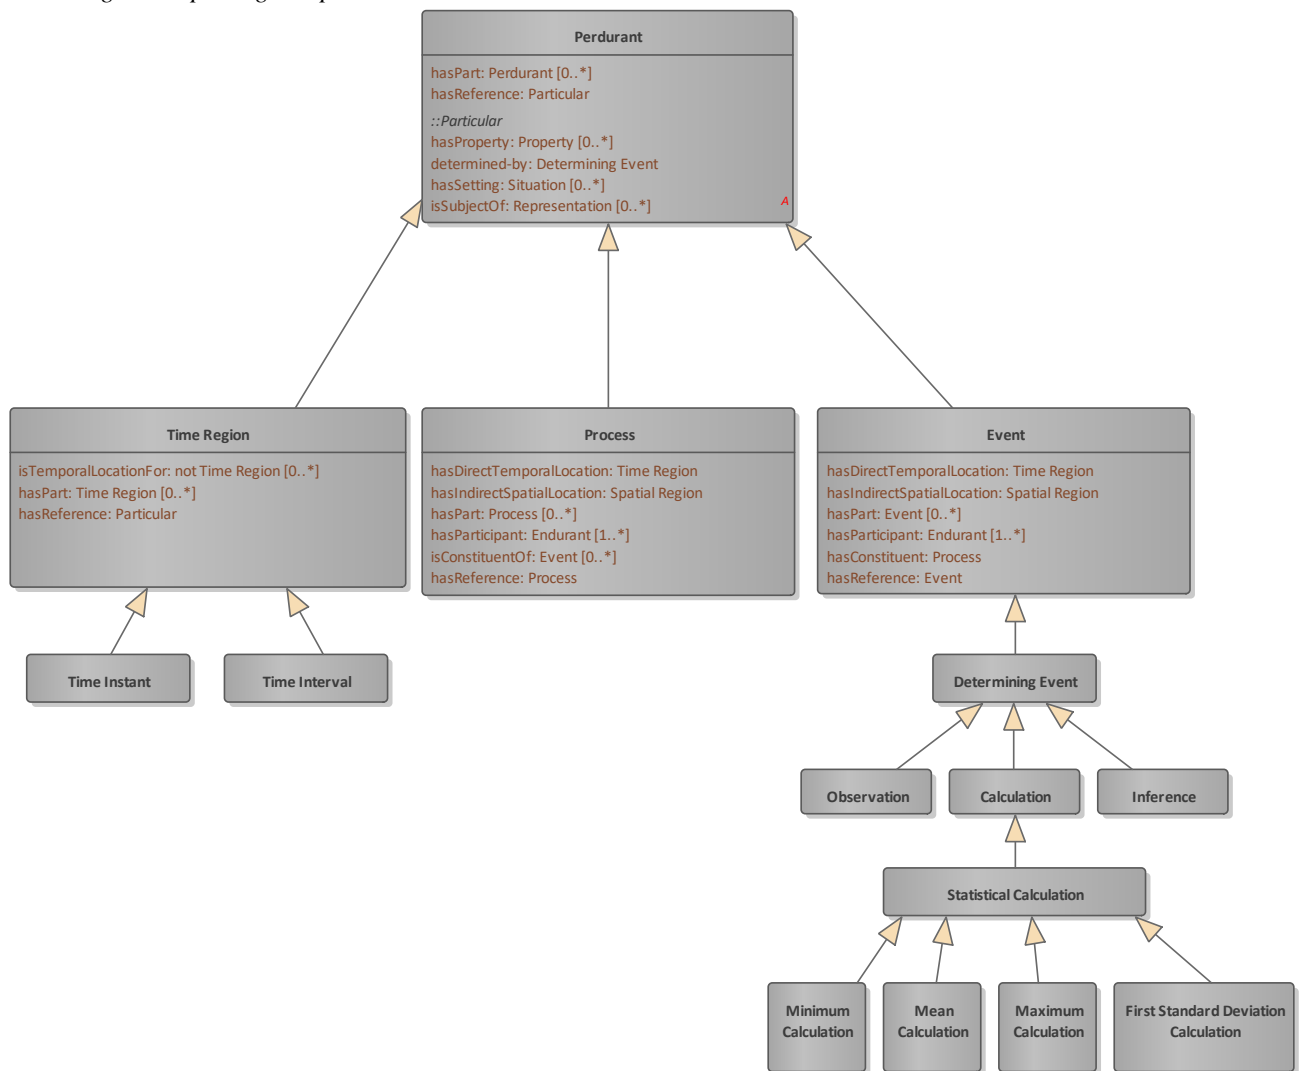 Perdurant
hasPart: Perdurant [0..*]
hasReference: Particular
::Particular
hasProperty: Property [0..*]
determined-by: Determining Event
hasSetting: Situation [0..*]
isSubjectOf: Representation [0..*]
A
Time Region
isTemporalLocationFor: not Time Region [0..*]
hasPart: Time Region [0..*]
hasReference: Particular
Process
hasDirectTemporalLocation: Time Region
hasIndirectSpatialLocation: Spatial Region
hasPart: Process [0..*]
hasParticipant: Endurant [1..*]
isConstituentOf: Event [0..*]
hasReference: Process
Event
hasDirectTemporalLocation: Time Region
hasIndirectSpatialLocation: Spatial Region
hasPart: Event [0..*]
hasParticipant: Endurant [1..*]
hasConstituent: Process
hasReference: Event
Time Instant
Time Interval
Determining Event
Observation
Calculation
Inference
Statistical Calculation
Minimum
Calculation
Mean
Calculation
Maximum
Calculation
First Standard Deviation
Calculation